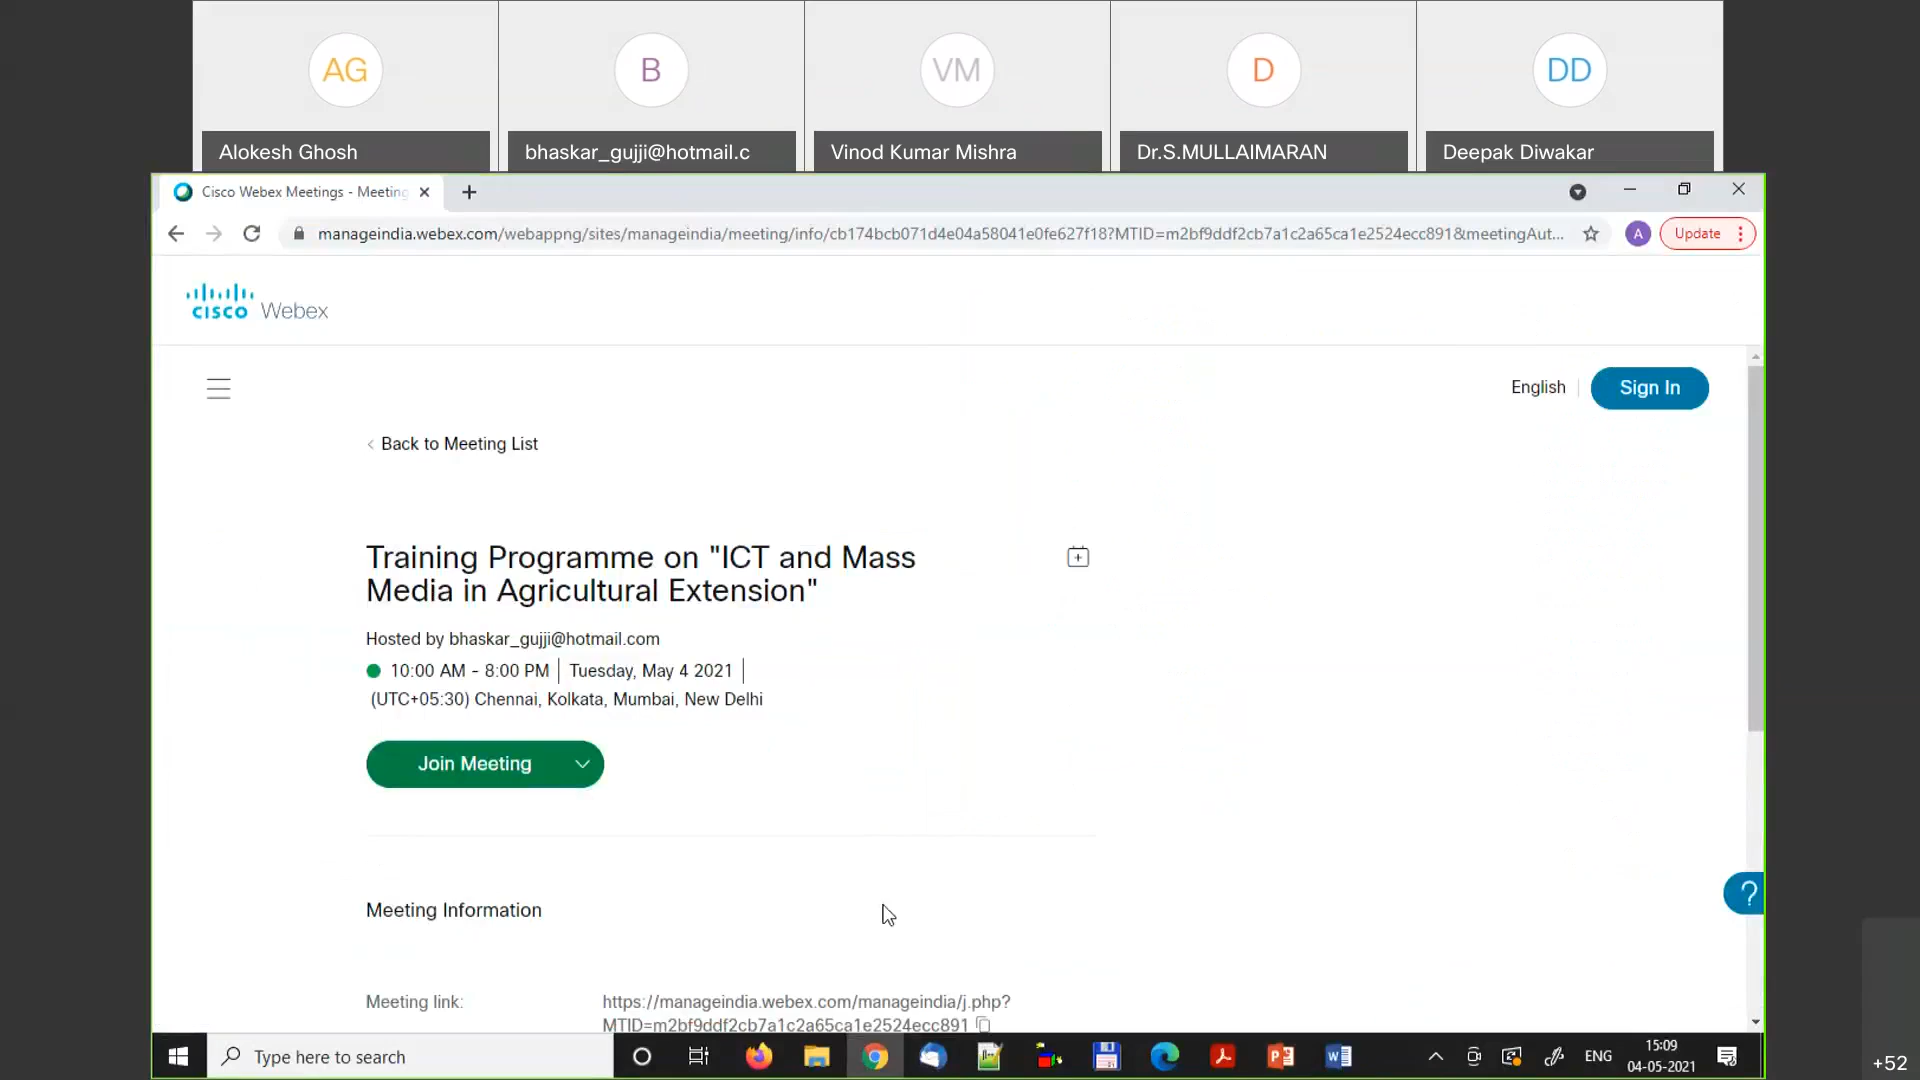 AG
B
VM
D
DD
Alokesh Ghosh
bhaskar_gujji@hotmail.c
Vinod Kumar Mishra
Dr.S.MULLAIMARAN
Deepak Diwakar
Cisco Webex Meetings - Meeting
manageindia.webex.com/webappng/sites/manageindia/meeting/info/cb174bcb071d4e04a58041e0fe627f18?MTID=m2bf9ddf2cb7a1c2a65ca1e2524ecc891&meetingAut...
A
Update
cisco Webex
English
Sign In
Back to Meeting List
Training Programme on "ICT and Mass
Media in Agricultural Extension"
Hosted by bhaskar_gujji@hotmail.com
10:00 AM - 8:00 PM | Tuesday, May 4 2021 |
(UTC+05:30) Chennai, Kolkata, Mumbai, New Delhi
Join Meeting
?
Meeting Information
Meeting link:
https://manageindia.webex.com/manageindia/j.php?
MTID=m2bf9ddf2cb7a1c2a65ca1e2524ecc891
Type here to search
ENG
15:09
04-05-2021
+52